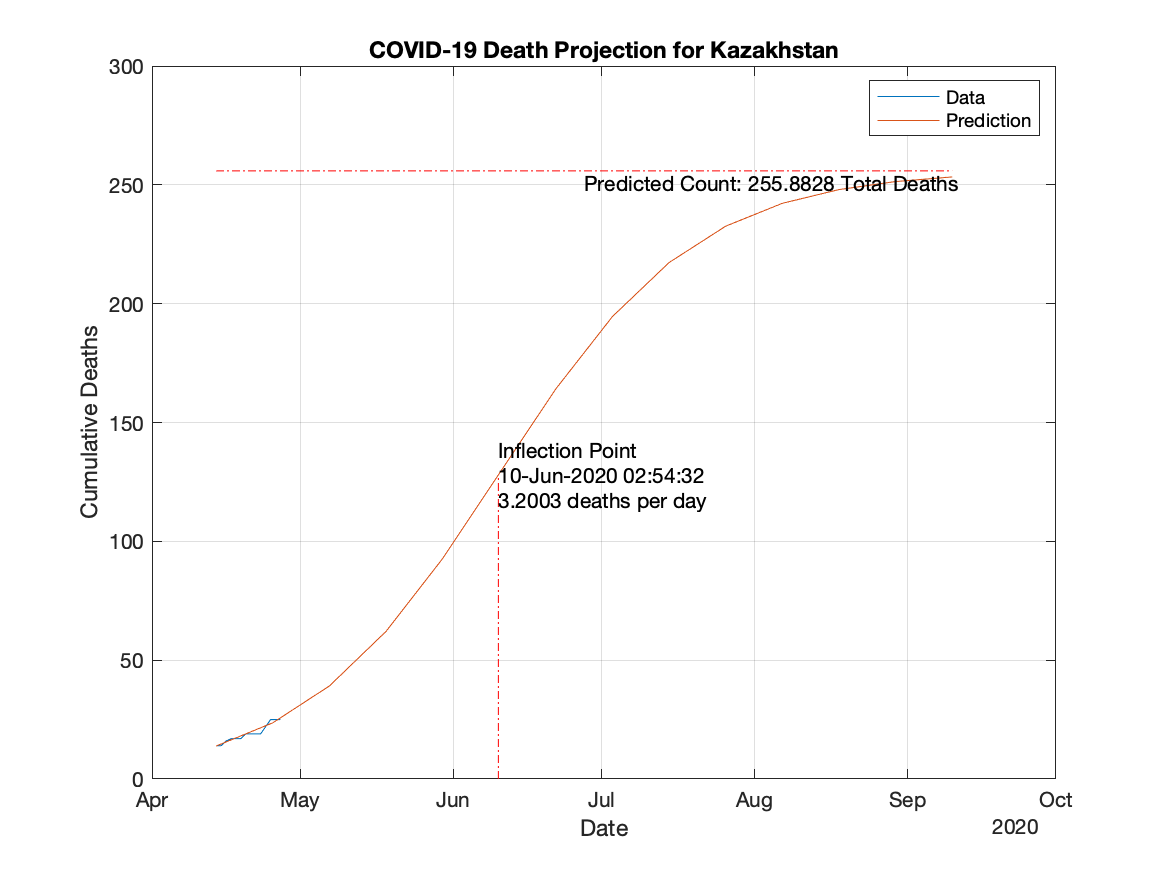 COVID-19 Death Projection for Kazakhstan
300
250
200
150
100
50
0
Cumulative Deaths
Data
Prediction
Predicted Count: 255.8828 Total Deaths
Inflection Point
10-Jun-2020 02:54:32
3.2003 deaths per day
Apr May Jun Jul Aug Sep Oct
Date
2020